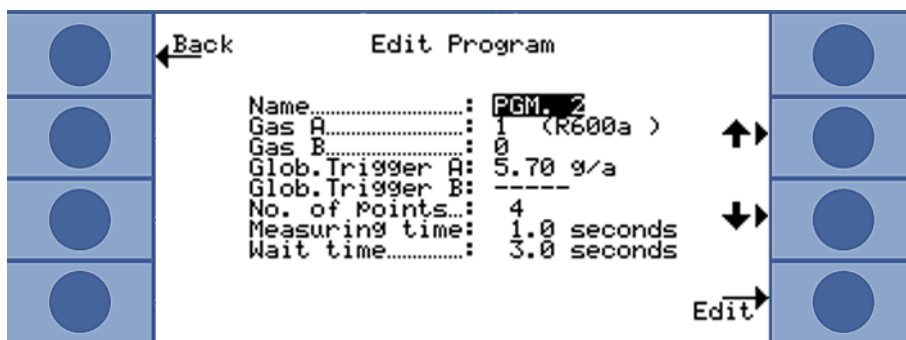 Back Edit Program
Name......................: PGM. 2
Gas A.....................: 1 (R600a )
Gas B.....................: 0
Glob.Trigger A: 5.70 g/a
Glob.Trigger B: -----
No. of Points...: 4
Measuring time: 1.0 seconds
Wait time............: 3.0 seconds
Edit